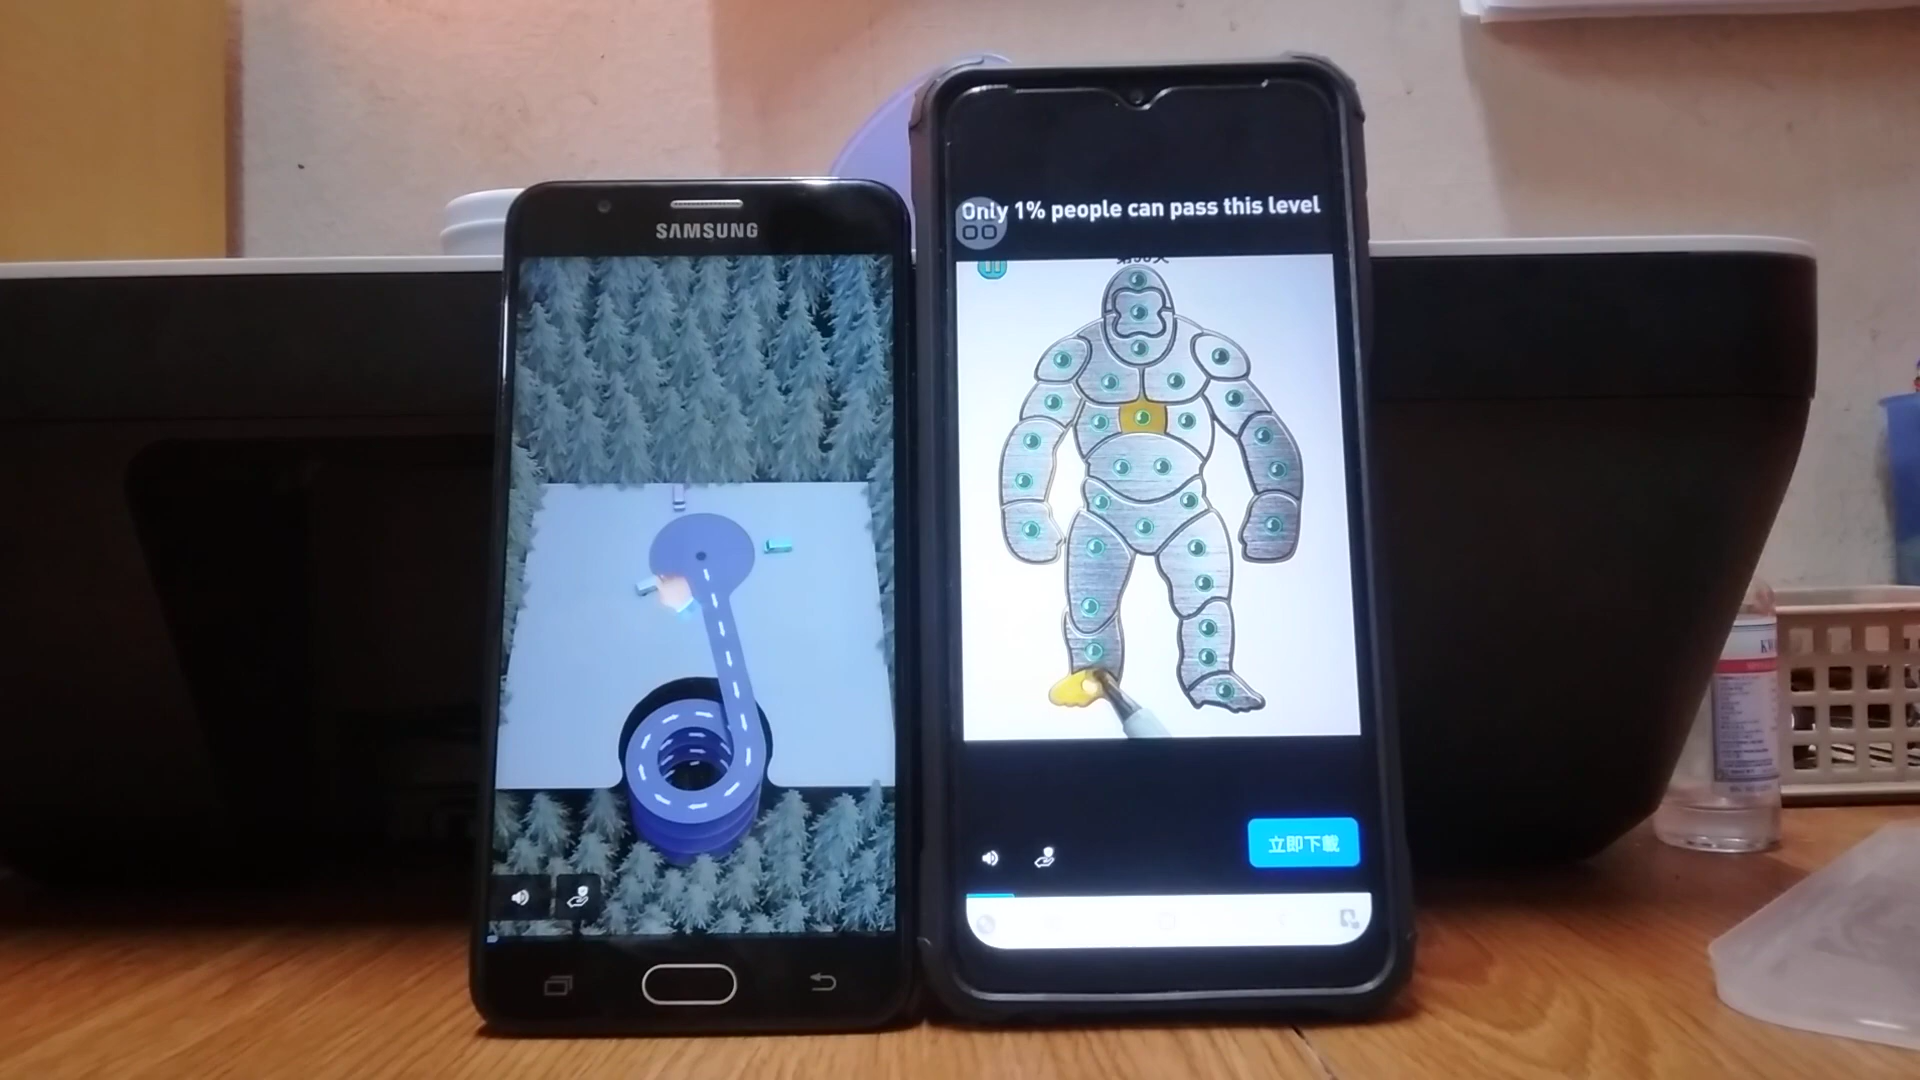 SAMSUNG
Only 1% people can pass this level
立即下載